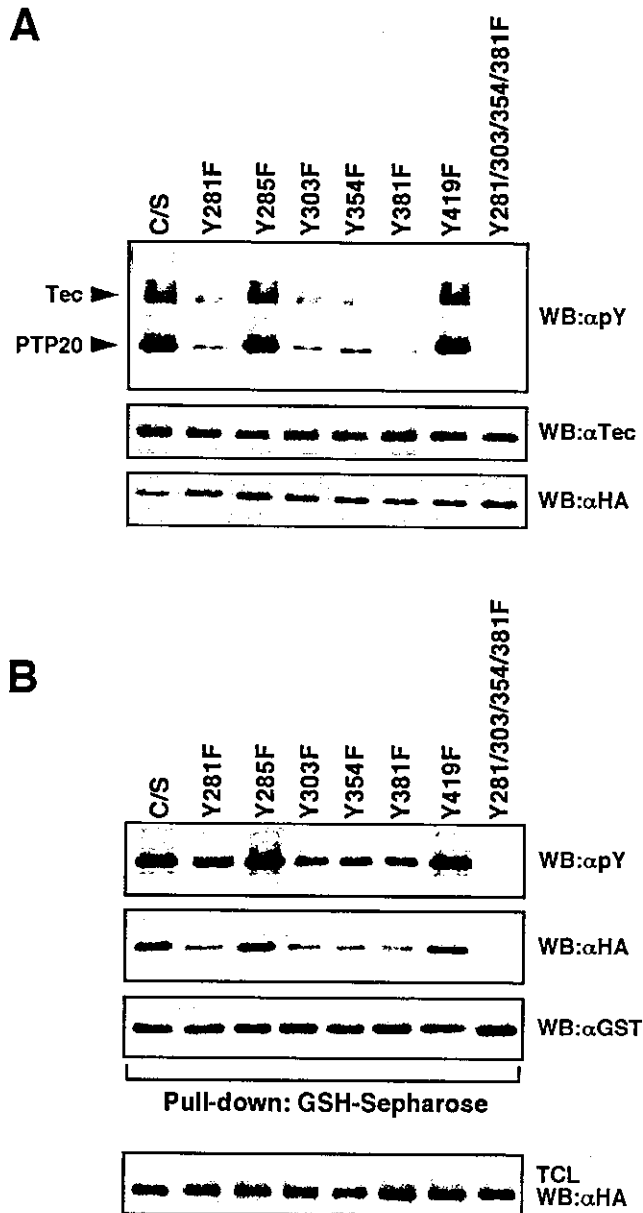 A
C/S
Y281F
Y285F
Y303F
Y354F
Y381F
Y419F
Y281/303/354/381F
Tec
PTP20
WB:αpY
WB:αTec
WB:αHA
B
C/S
Y281F
Y285F
Y303F
Y354F
Y381F
Y419F
Y281/303/354/381F
WB:αpY
WB:αHA
WB:αGST
Pull-down: GSH-Sepharose
TCL
WB:αHA